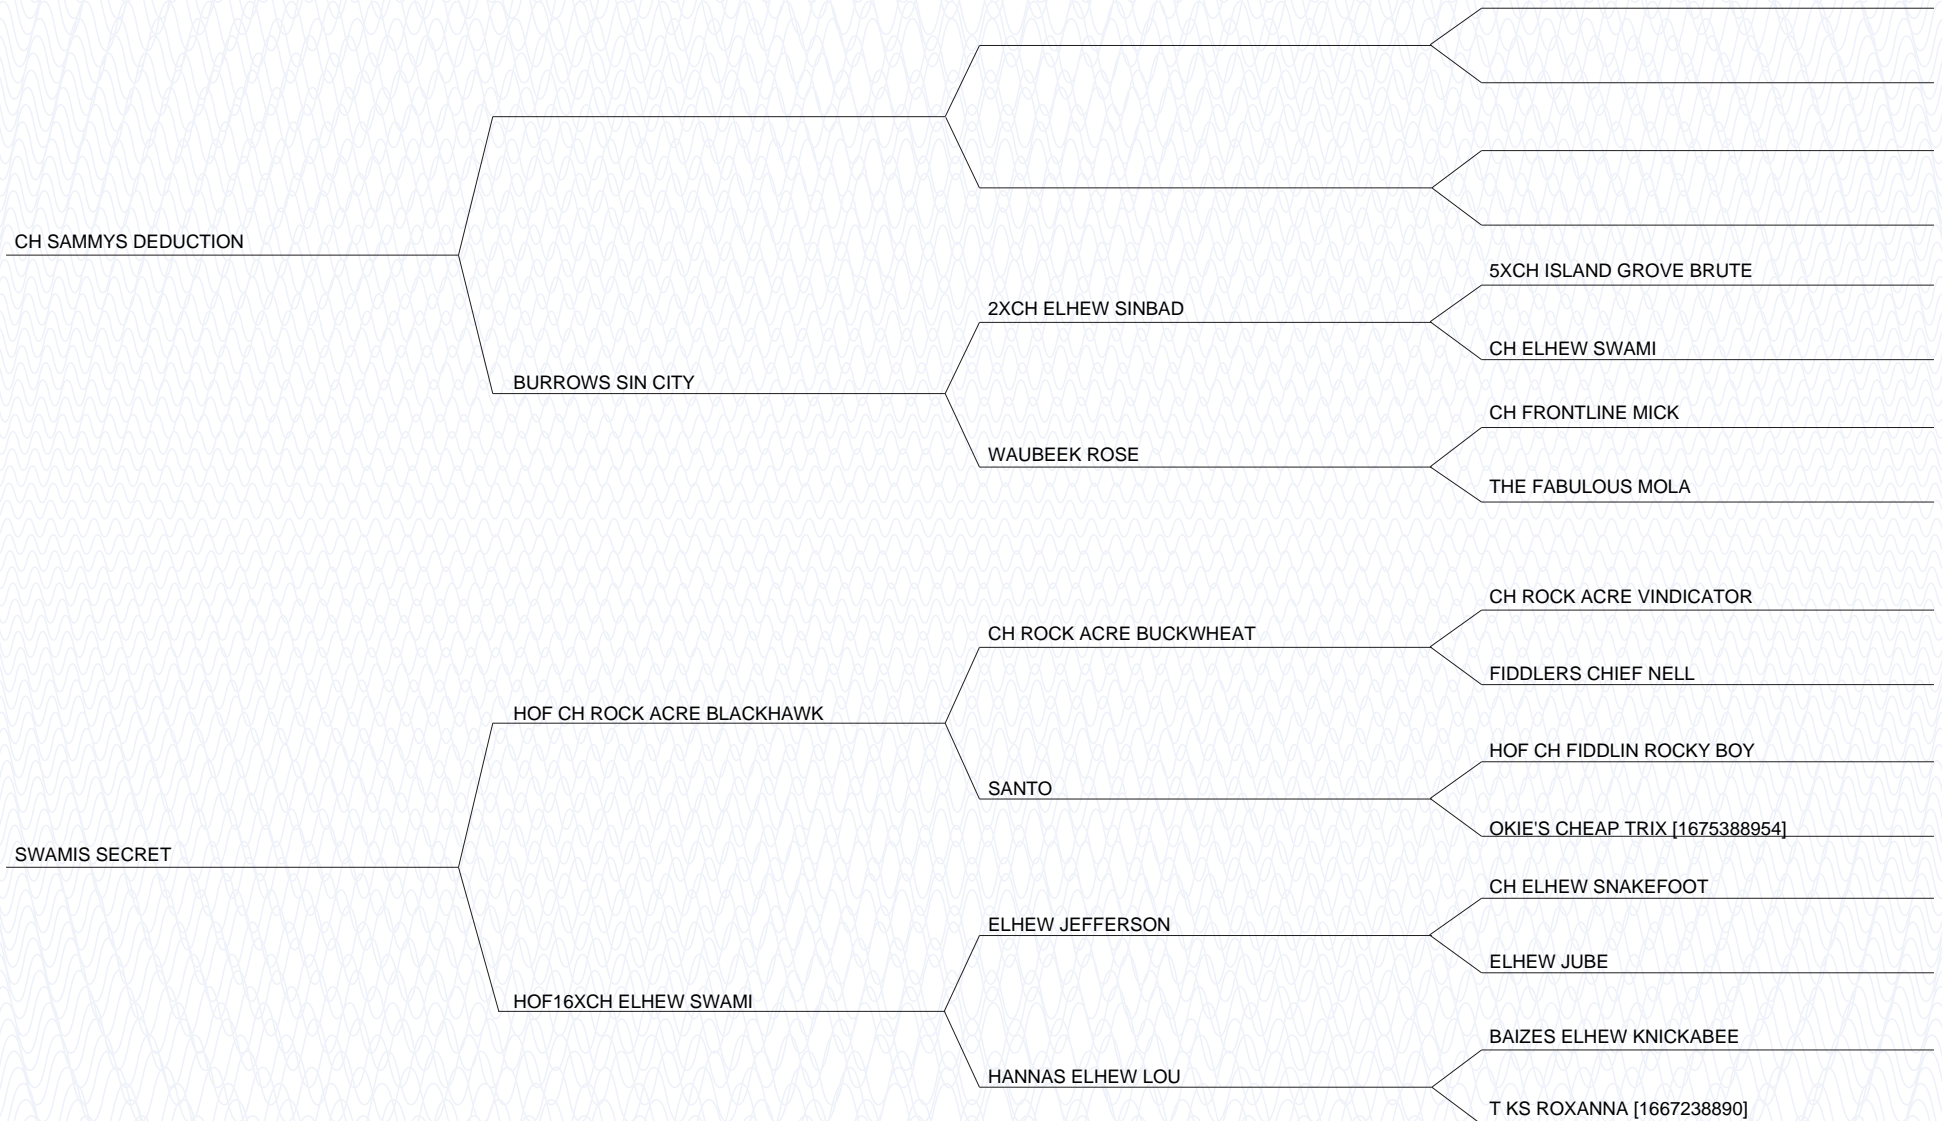 CH SAMMYS DEDUCTION
BURROWS SIN CITY
2XCH ELHEW SINBAD
5XCH ISLAND GROVE BRUTE
CH ELHEW SWAMI
WAUBEEK ROSE
CH FRONTLINE MICK
THE FABULOUS MOLA
SWAMIS SECRET
HOF CH ROCK ACRE BLACKHAWK
CH ROCK ACRE BUCKWHEAT
CH ROCK ACRE VINDICATOR
FIDDLERS CHIEF NELL
SANTO
HOF CH FIDDLIN ROCKY BOY
OKIE'S CHEAP TRIX [1675388954]
HOF16XCH ELHEW SWAMI
ELHEW JEFFERSON
CH ELHEW SNAKEFOOT
ELHEW JUBE
HANNAS ELHEW LOU
BAIZES ELHEW KNICKABEE
T KS ROXANNA [1667238890]